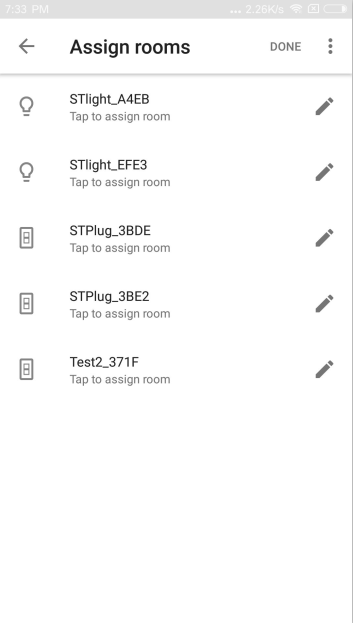 7:33 PM ... 2.26K/s
Assign rooms DONE
STlight_A4EB
Tap to assign room
STlight_EFE3
Tap to assign room
STPlug_3BDE
Tap to assign room
STPlug_3BE2
Tap to assign room
Test2_371F
Tap to assign room